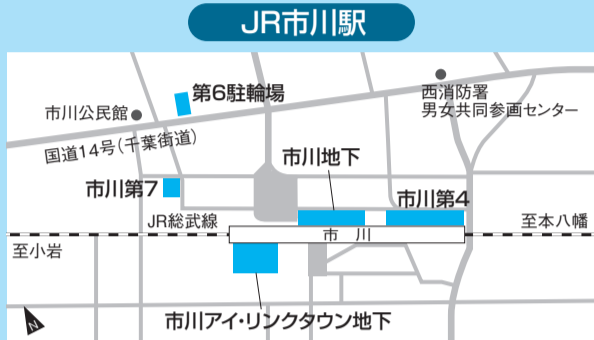 JR市川駅
第6駐輪場
市川公民館
西消防署
男女共同参画センター
国道14号(千葉街道)
市川地下
市川第7
市川第4
JR総武線
至本八幡
市 川
至小岩
市川アイ・リンクタウン地下
N